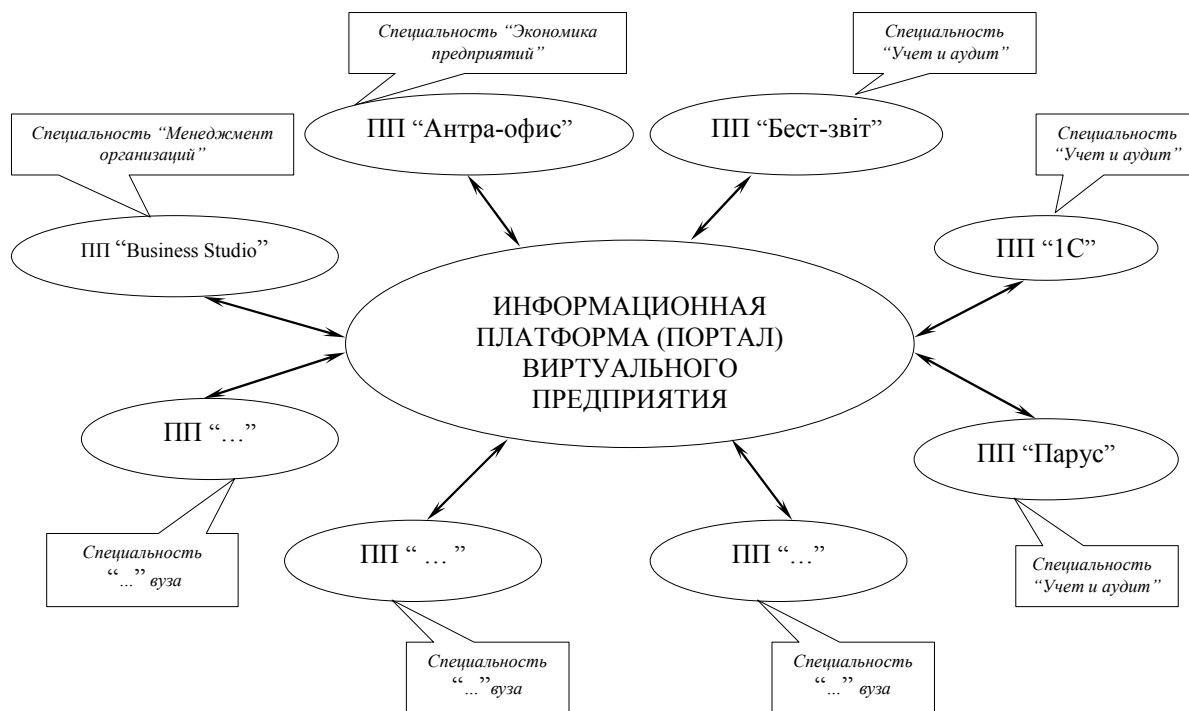 Специальность “Экономика
предприятий”
Специальность
“Учет и аудит”
ПП “Антра-офис”
ПП “Бест-звіт”
Специальность “Менеджмент
организаций”
Специальность
“Учет и аудит”
ПП “Business Studio”
ПП “1С”
ИНФОРМАЦИОННАЯ
ПЛАТФОРМА (ПОРТАЛ)
ВИРТУАЛЬНОГО
ПРЕДПРИЯТИЯ
ПП “…”
ПП “Парус”
Специальность
“...” вуза
ПП “ …”
ПП “…”
Специальность
“Учет и аудит”
Специальность
“...”вуза
Специальность
“...” вуза